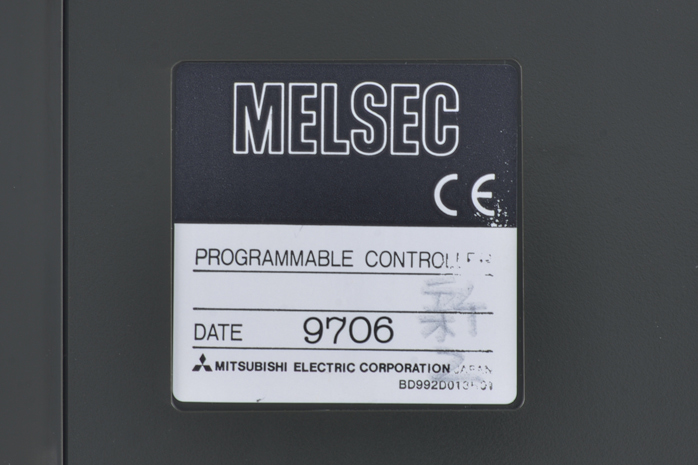 MELSEC
CE
PROGRAMMABLE CONTROLLER
DATE 9706
MITSUBISHI ELECTRIC CORPORATION JAPAN